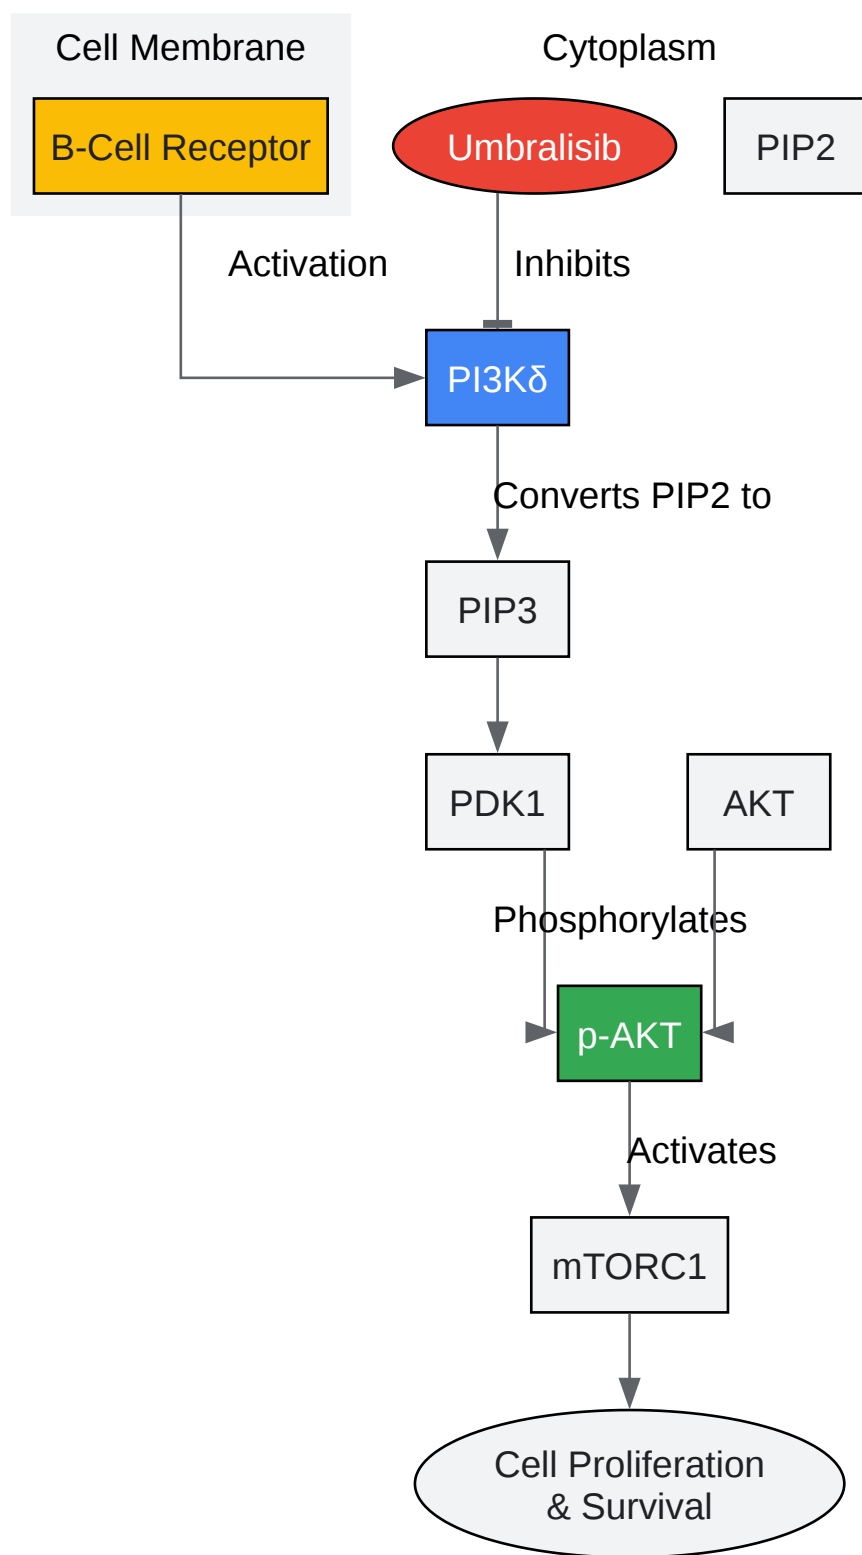 Cell Membrane
Cytoplasm
B-Cell Receptor
Umbralisib
PIP2
Activation
Inhibits
PI3Kδ
Converts PIP2 to
PIP3
PDK1
AKT
Phosphorylates
p-AKT
Activates
mTORC1
Cell Proliferation
& Survival